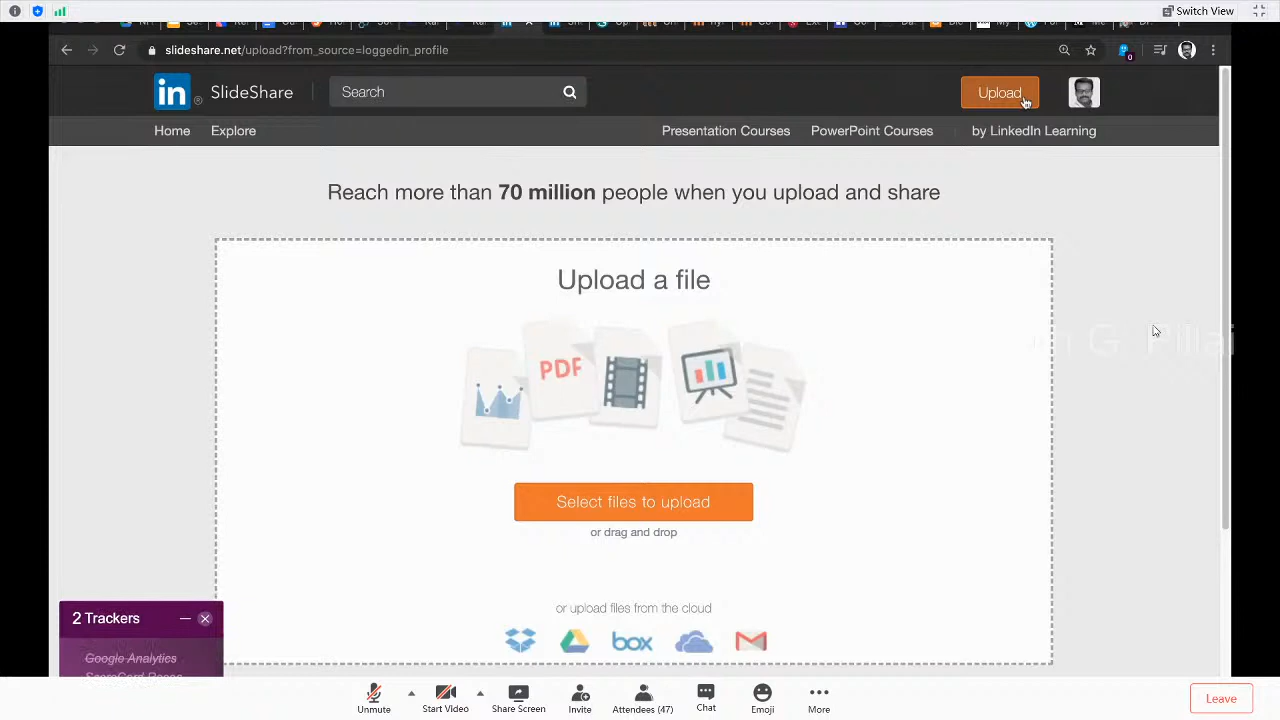 Switch View
slideshare.net/upload?from_source=loggedin_profile
0
in SlideShare
Search
Upload
Home
Explore
Presentation Courses
PowerPoint Courses
by LinkedIn Learning
Reach more than 70 million people when you upload and share
Upload a file
PDF
G. Pillai
Select files to upload
or drag and drop
or upload files from the cloud
box
2 Trackers
Google Analytics
Unmute
Start Video
Share Screen
Invite
Attendees (47)
Chat
Emoji
More
Leave